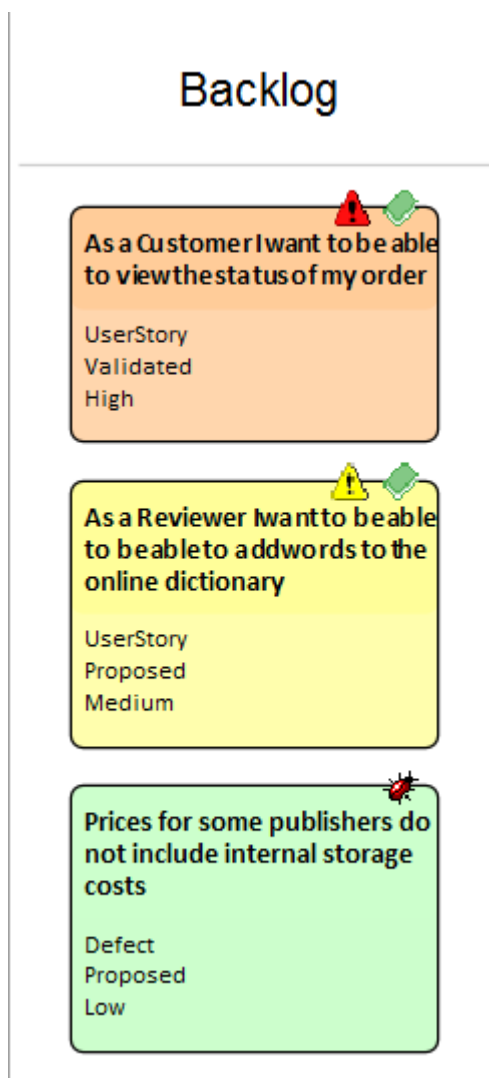 Backlog
As a Customer I want to be able
to view the status of my order
UserStory
Validated
High
As a Reviewer I want to be able
to be able to add words to the
online dictionary
UserStory
Proposed
Medium
Prices for some publishers do
not include internal storage
costs
Defect
Proposed
Low